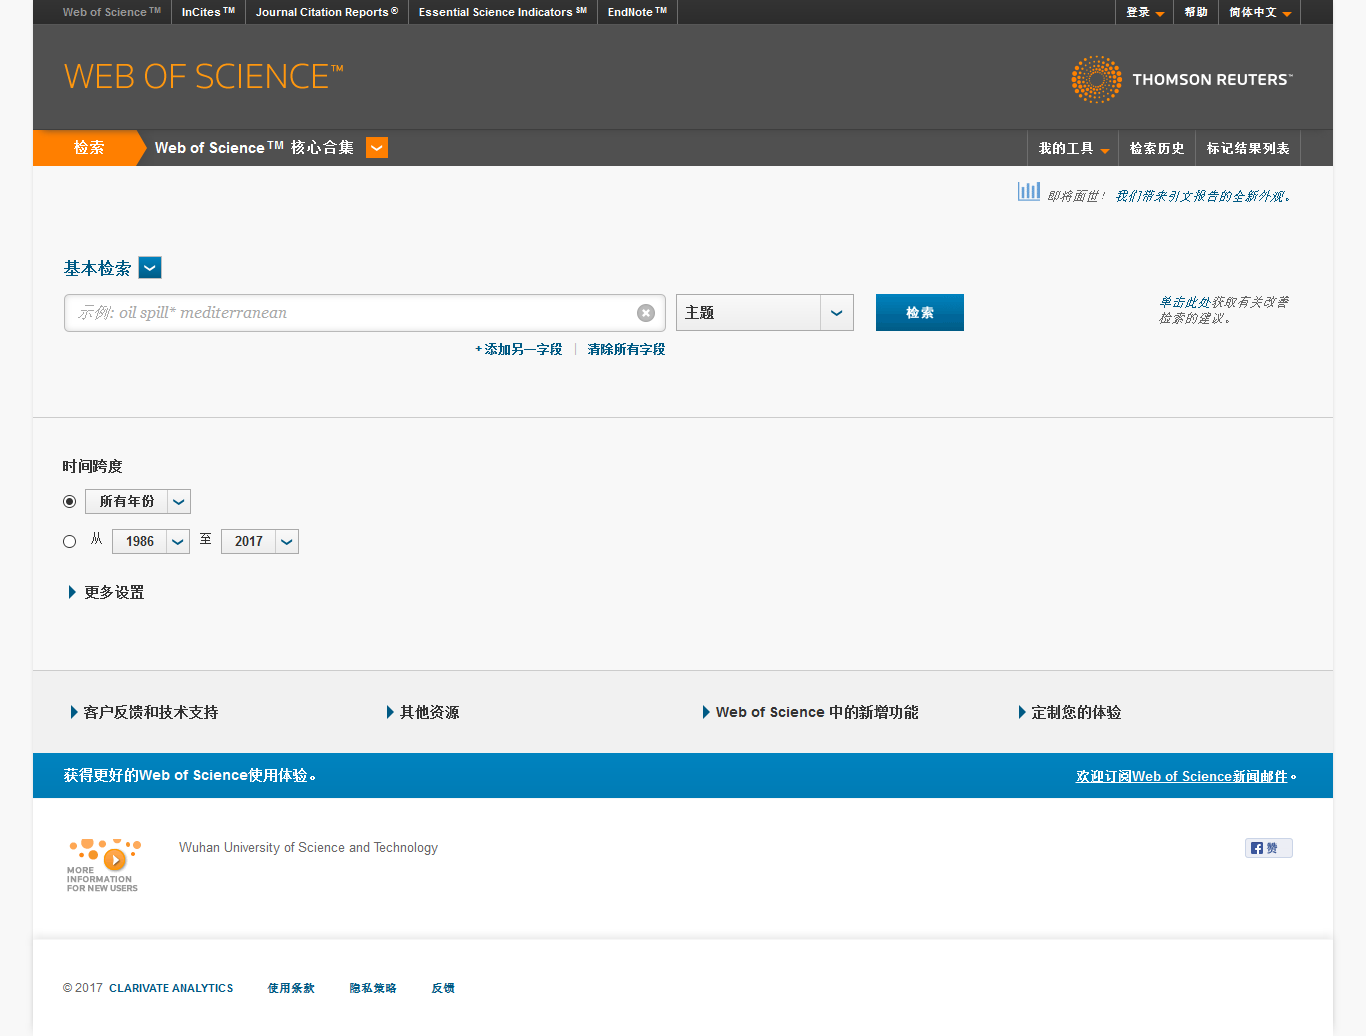 Web of Science™ InCites™ Journal Citation Reports® Essential Science Indicators℠ EndNote™ 登录 帮助 简体中文
WEB OF SCIENCE™
THOMSON REUTERS™
检索 Web of Science™ 核心合集 我的工具 检索历史 标记结果列表
即将面世！ 我们带来引文报告的全新外观。
基本检索
示例: oil spill* mediterranean 主题 检索
单击此处获取有关改善
检索的建议。
+ 添加另一字段 | 清除所有字段
时间跨度
所有年份
从 1986 至 2017
更多设置
客户反馈和技术支持 其他资源 Web of Science 中的新增功能 定制您的体验
获得更好的Web of Science使用体验。 欢迎订阅Web of Science新闻邮件。
MORE
INFORMATION
FOR NEW USERS
Wuhan University of Science and Technology
赞
© 2017 CLARIVATE ANALYTICS 使用条款 隐私策略 反馈